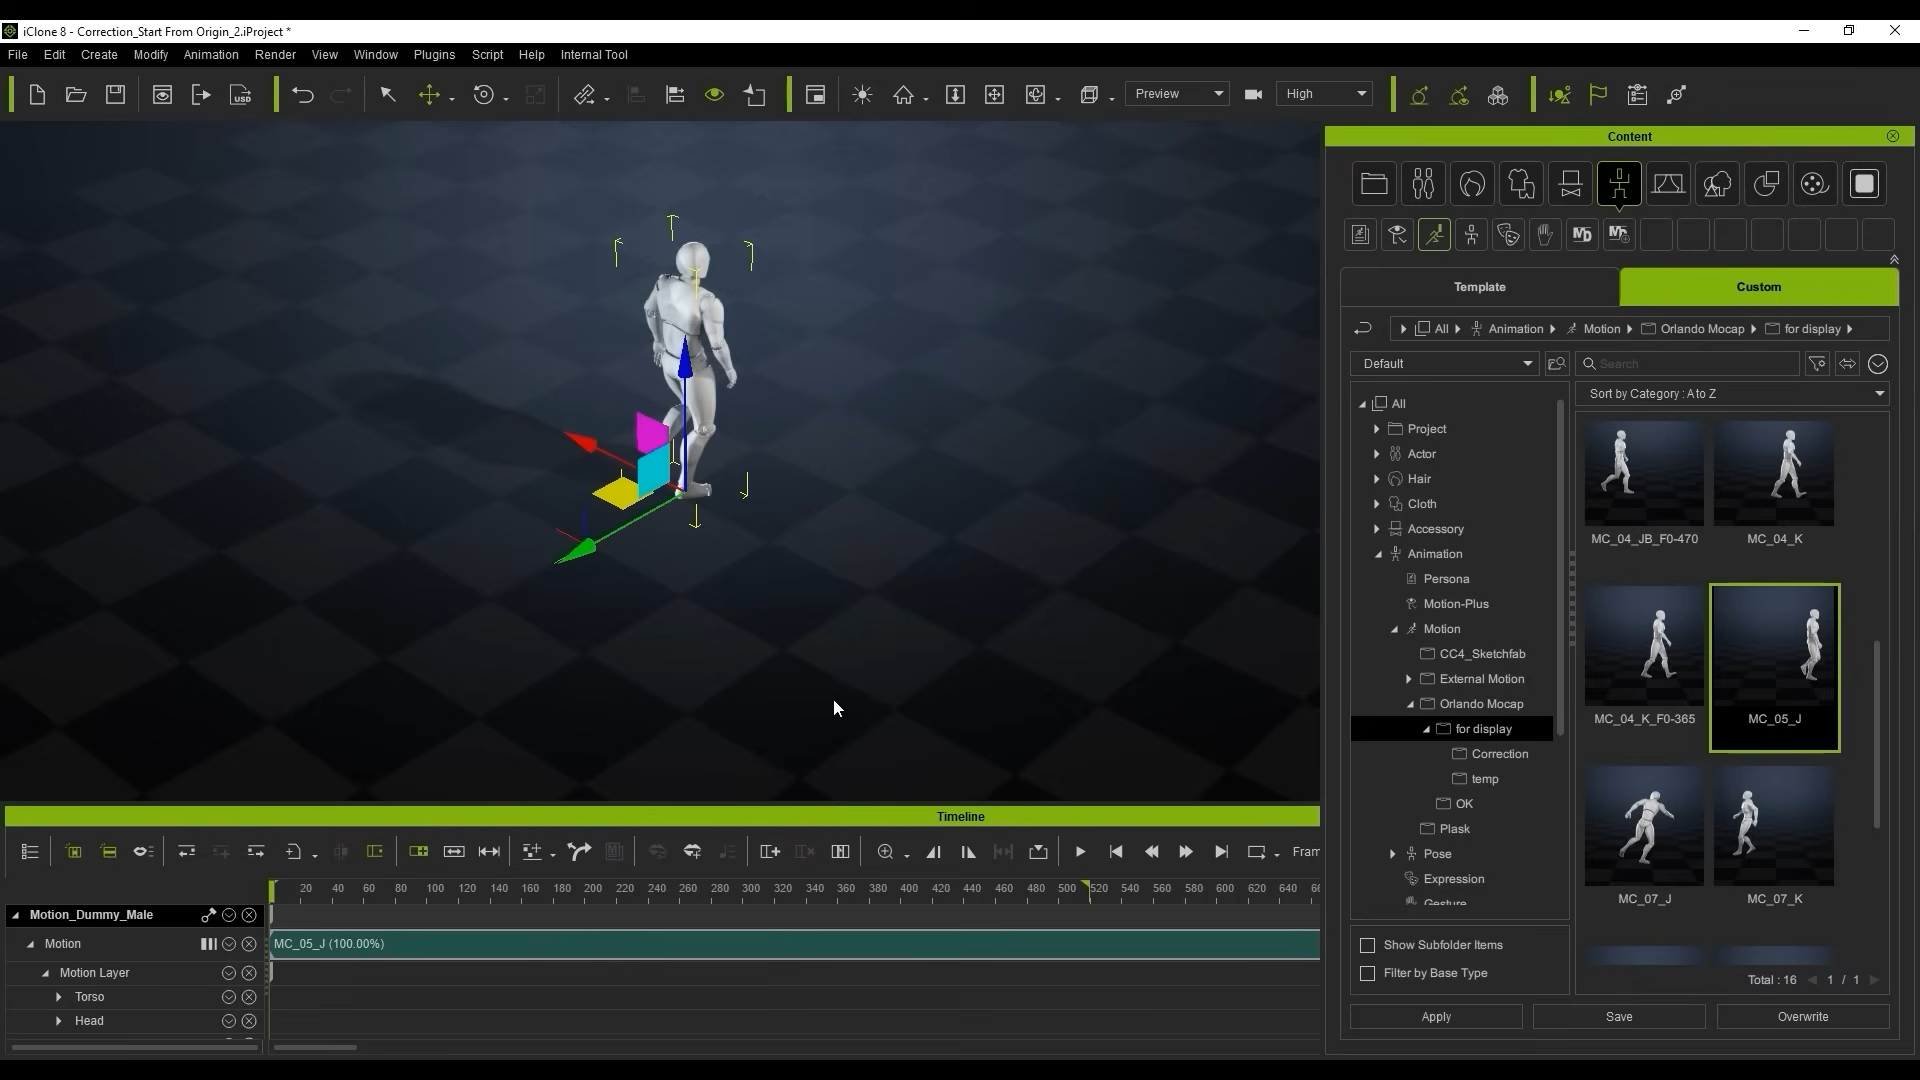 iClone 8 - Correction_Start From Origin_2.iProject *
File Edit Create Modify Animation Render View Window Plugins Script Help Internal Tool
USD
Preview
High
Content
Template
Custom
All Animation Motion Orlando Mocap for display
Default
Search
Sort by Category : A to Z
All
Project
Actor
Hair
Cloth
Accessory
Animation
Persona
Motion-Plus
Motion
CC4_Sketchfab
External Motion
Orlando Mocap
for display
Correction
temp
OK
Plask
Pose
Expression
Gesture
MC_04_JB_F0-470
MC_04_K
MC_04_K_F0-365
MC_05_J
MC_07_J
MC_07_K
Show Subfolder Items
Filter by Base Type
Total : 16 1 / 1
Apply
Save
Overwrite
Timeline
Fram
20 40 60 80 100 120 140 160 180 200 220 240 260 280 300 320 340 360 380 400 420 440 460 480 500 520 540 560 580 600 620 640 66
Motion_Dummy_Male
Motion
MC_05_J (100.00%)
Motion Layer
Torso
Head